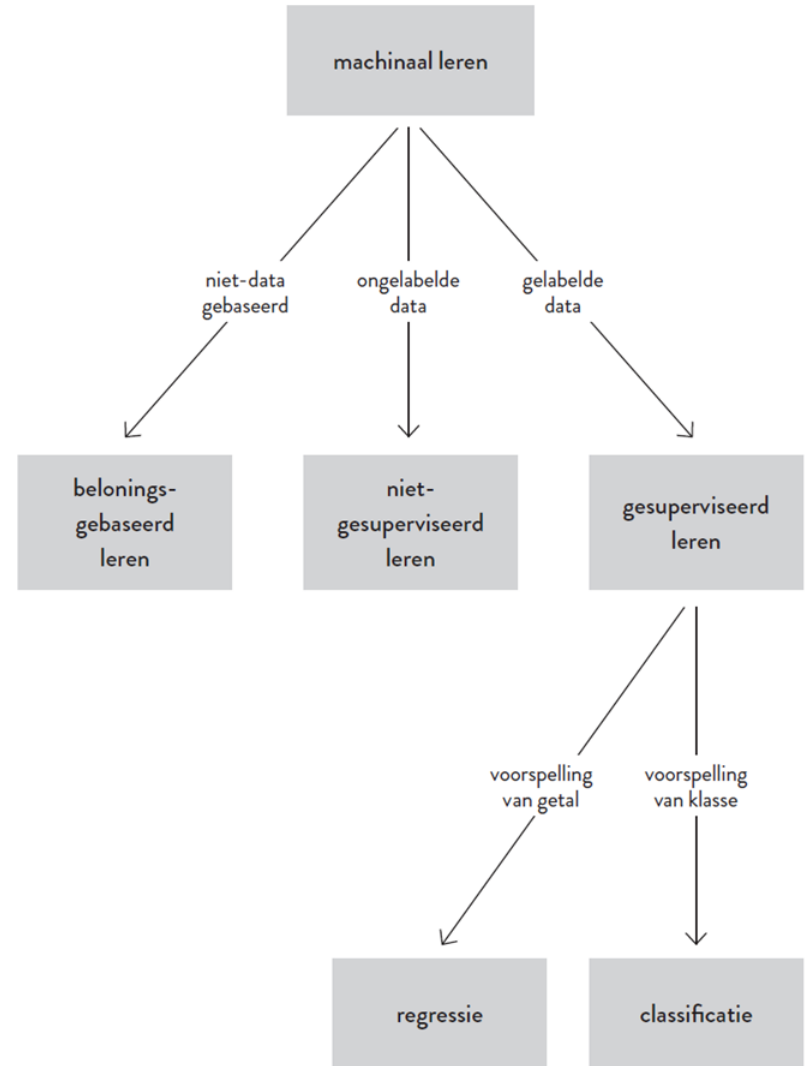 machinaal leren
niet-data
gebaseerd
ongelabelde
data
gelabelde
data
belonings-
gebaseerd
leren
niet-
gesuperviseerd
leren
gesuperviseerd
leren
voorspelling
van getal
voorspelling
van klasse
regressie
classificatie